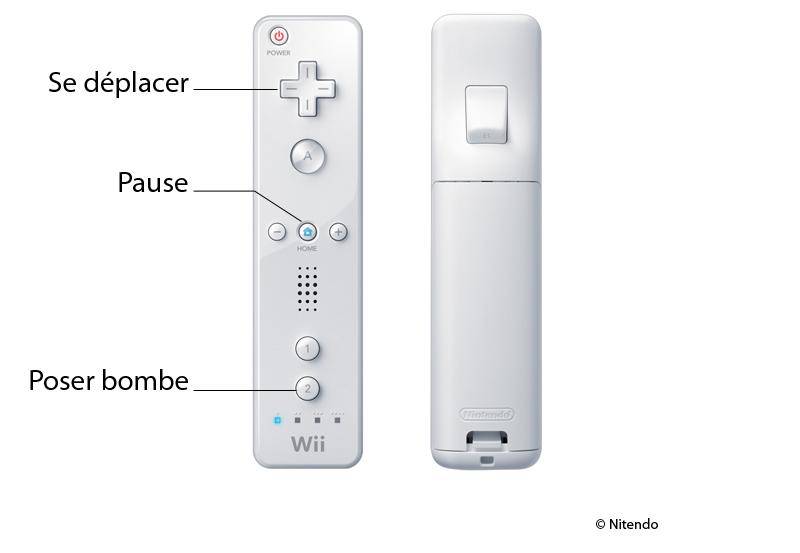 POWER
Se déplacer
A
Pause
HOME
1
Poser bombe
2
Wii
B
Nintendo
© Nitendo